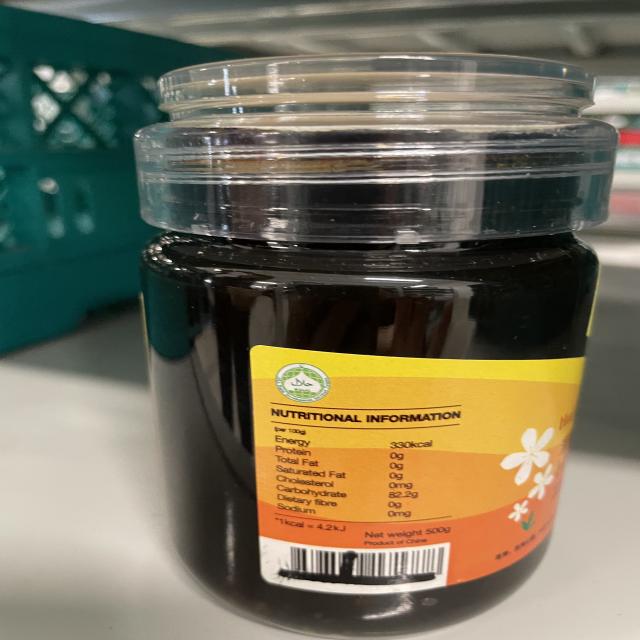 حلال
NUTRITIONAL INFORMATION
(per 100g)
Energy 330kcal
Protein 0g
Total Fat 0g
Saturated Fat 0g
Cholesterol 0mg
Carbohydrate 82.2g
Dietary fibre 0g
Sodium 0mg
*1kcal = 4.2kJ
Net weight 500g
Product of China